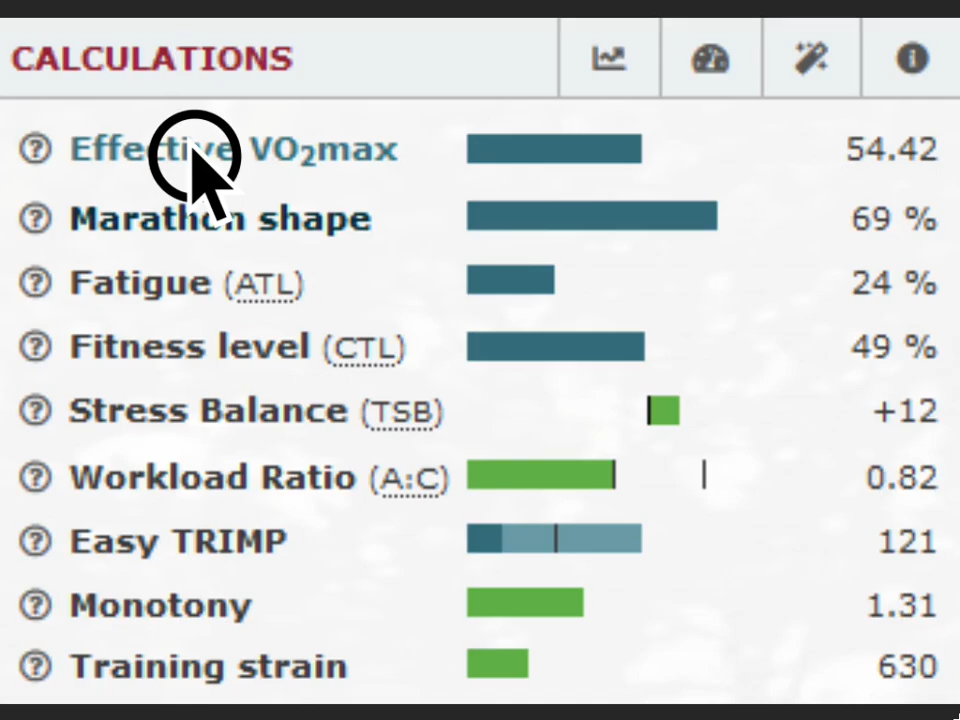 CALCULATIONS
Effective VO₂max 54.42
Marathon shape 69 %
Fatigue (ATL) 24 %
Fitness level (CTL) 49 %
Stress Balance (TSB) +12
Workload Ratio (A:C) 0.82
Easy TRIMP 121
Monotony 1.31
Training strain 630